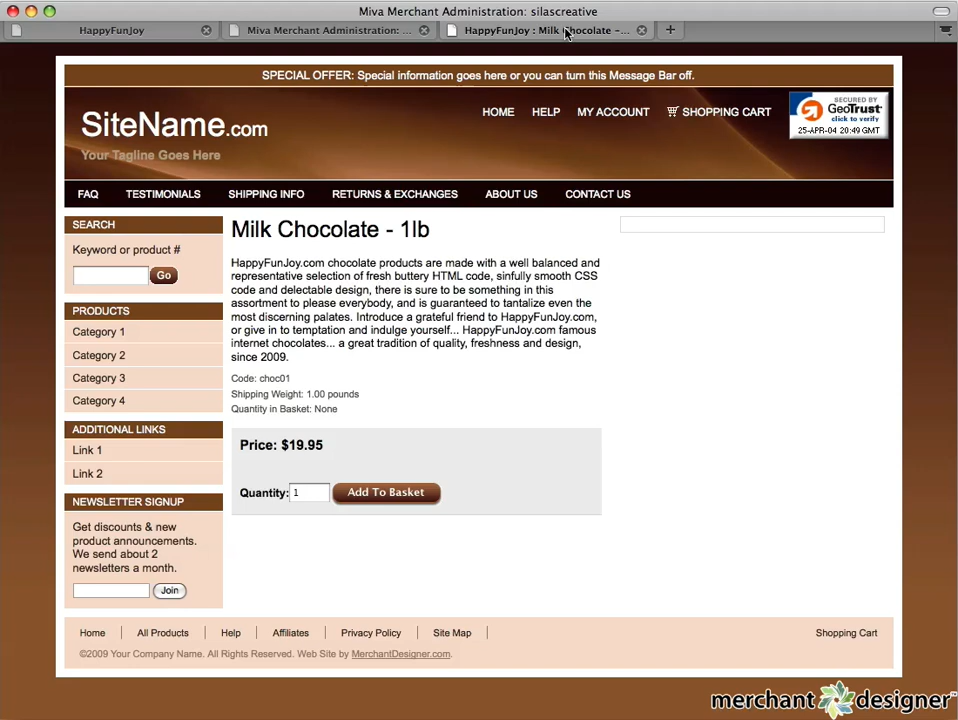 Miva Merchant Administration: silascreative
HappyFunJoy
Miva Merchant Administration: ...
HappyFunJoy : Milk Chocolate -...
SPECIAL OFFER: Special information goes here or you can turn this Message Bar off.
SiteName.com
Your Tagline Goes Here
HOME HELP MY ACCOUNT SHOPPING CART
SECURED BY
GeoTrust
click to verify
25-APR-04 20:49 GMT
FAQ TESTIMONIALS SHIPPING INFO RETURNS & EXCHANGES ABOUT US CONTACT US
SEARCH
Keyword or product #
Go
PRODUCTS
Category 1
Category 2
Category 3
Category 4
ADDITIONAL LINKS
Link 1
Link 2
NEWSLETTER SIGNUP
Get discounts & new
product announcements.
We send about 2
newsletters a month.
Join
Milk Chocolate - 1lb
HappyFunJoy.com chocolate products are made with a well balanced and
representative selection of fresh buttery HTML code, sinfully smooth CSS
code and delectable design, there is sure to be something in this
assortment to please everybody, and is guaranteed to tantalize even the
most discerning palates. Introduce a grateful friend to HappyFunJoy.com,
or give in to temptation and indulge yourself... HappyFunJoy.com famous
internet chocolates... a great tradition of quality, freshness and design,
since 2009.
Code: choc01
Shipping Weight: 1.00 pounds
Quantity in Basket: None
Price: $19.95
Quantity: 1 Add To Basket
Home All Products Help Affiliates Privacy Policy Site Map Shopping Cart
©2009 Your Company Name. All Rights Reserved. Web Site by MerchantDesigner.com.
merchant designer™